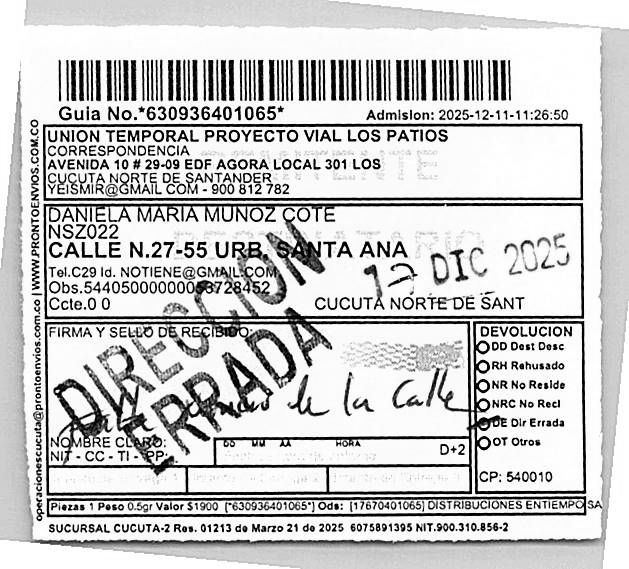 Guia No.*630936401065*
Admision: 2025-12-11-11:26:50
UNION TEMPORAL PROYECTO VIAL LOS PATIOS
CORRESPONDENCIA
AVENIDA 10 # 29-09 EDF AGORA LOCAL 301 LOS
CUCUTA NORTE DE SANTANDER
YEISMIR@GMAIL COM - 900 812 782
DANIELA MARIA MUNOZ COTE
NSZ022
CALLE N.27-55 URB. SANTA ANA
Tel.C29 Id. NOTIENE@GMAIL.COM
12 DIC 2025
Obs.54405000000053728452
Ccte.0 0
CUCUTA NORTE DE SANT
DIRECCION
ERRADA
FIRMA Y SELLO DE RECIBIDO:
de la Calle
NOMBRE CLARO:
NIT - CC - TI - PP:
DD MM AA HORA
D+2
DEVOLUCION
DD Dest Desc
RH Rehusado
NR No Reside
NRC No Recl
DE Dir Errada
OT Otros
CP: 540010
Piezas 1 Peso 0.5gr Valor $1900 [*630936401065] Ods: [17670401065] DISTRIBUCIONES ENTIEMPO SA
SUCURSAL CUCUTA-2 Res. 01213 de Marzo 21 de 2025 6075891395 NIT.900.310.856-2
operacionescucuta@prontoenvios.com.co | WWW.PRONTOENVIOS.COM.CO